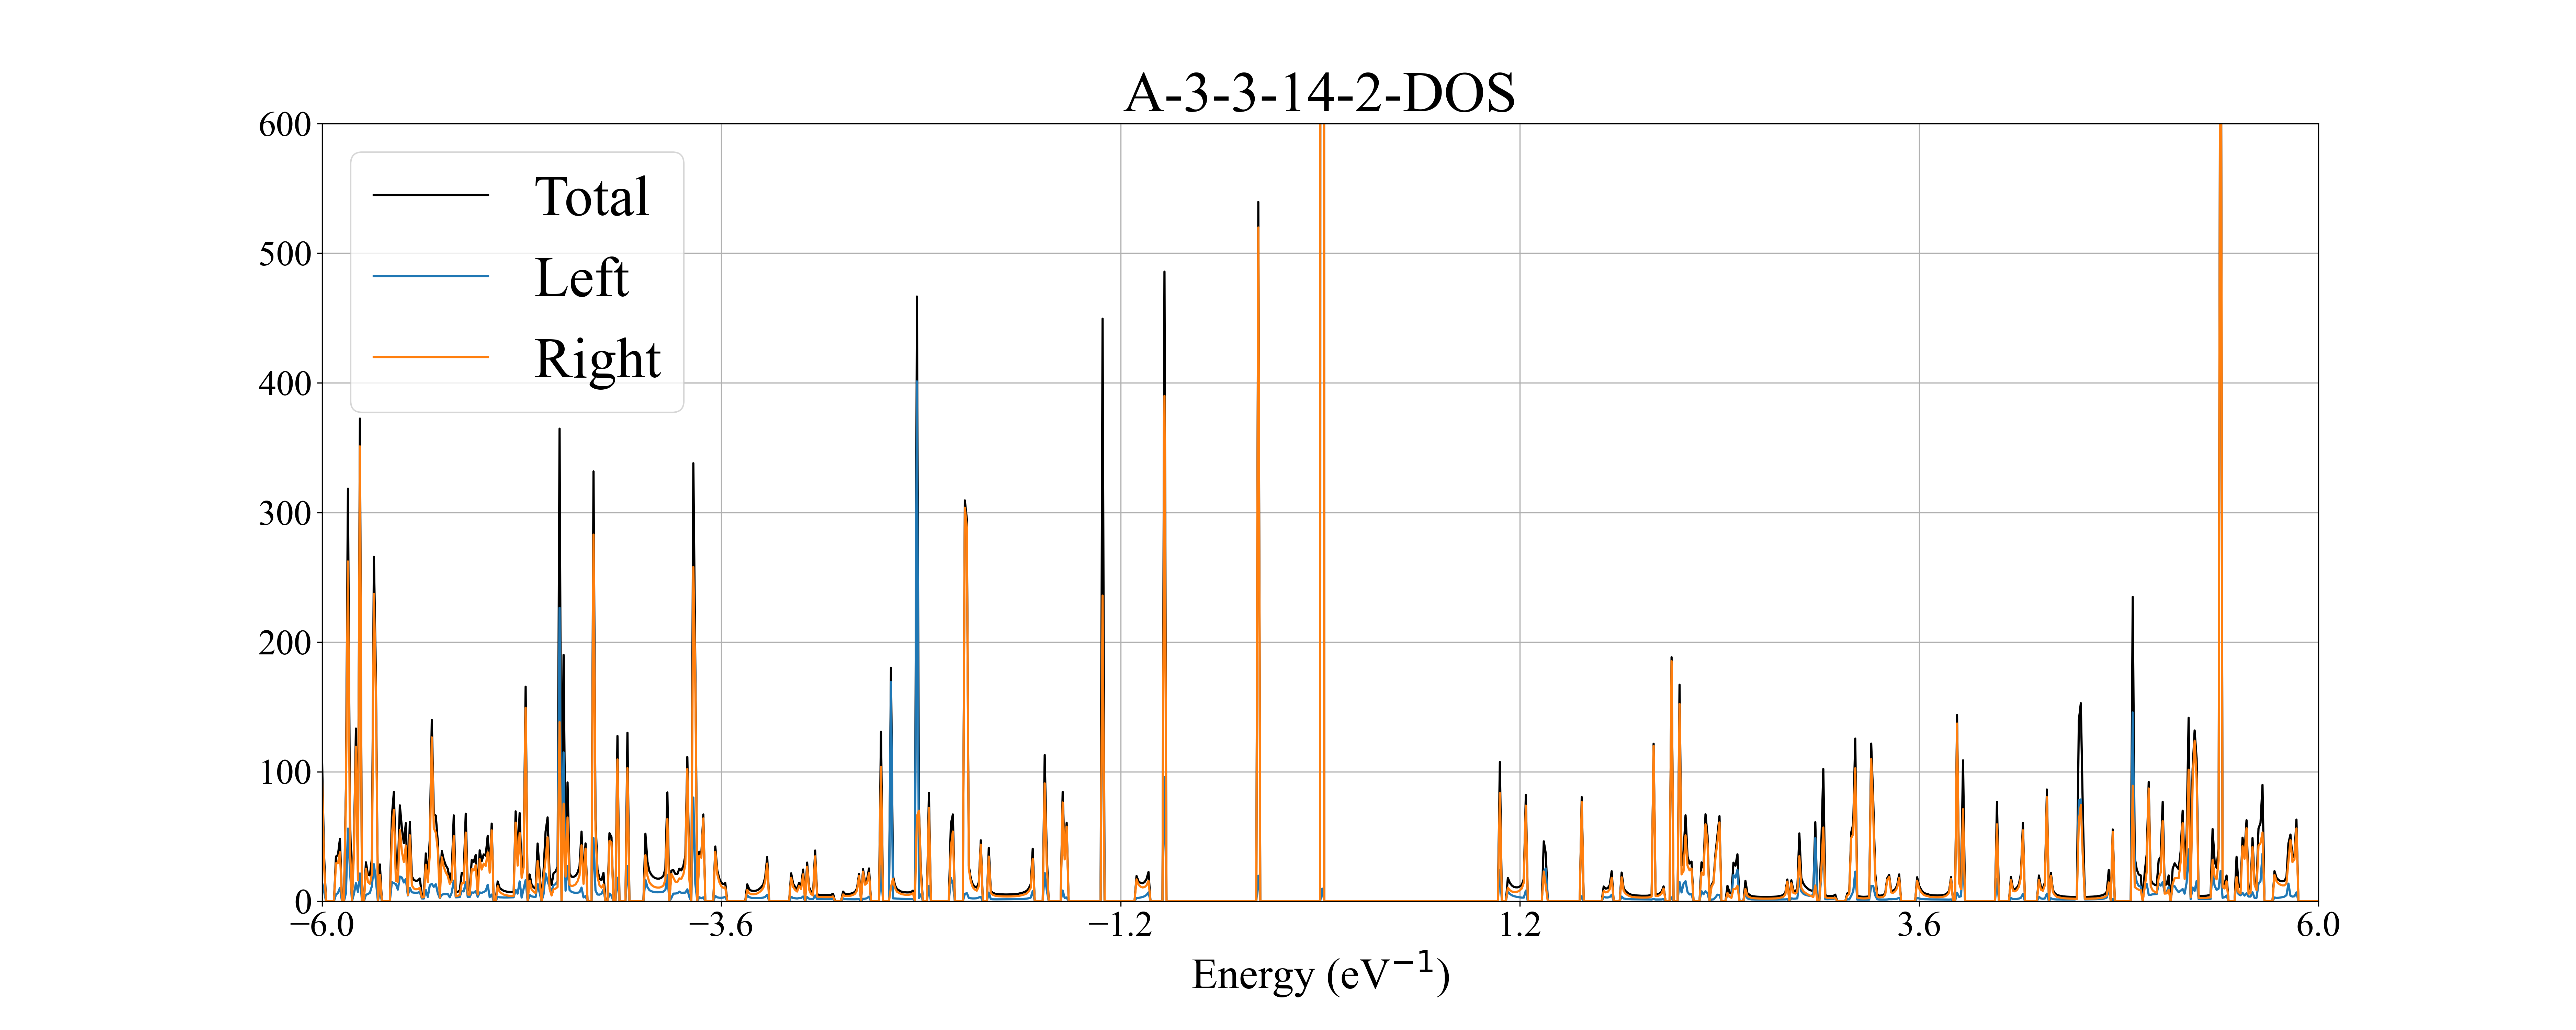 A-3-3-14-2-DOS
Total
Left
Right
600
500
400
300
200
100
0
−6.0 −3.6 −1.2 1.2 3.6 6.0
Energy (eV⁻¹)